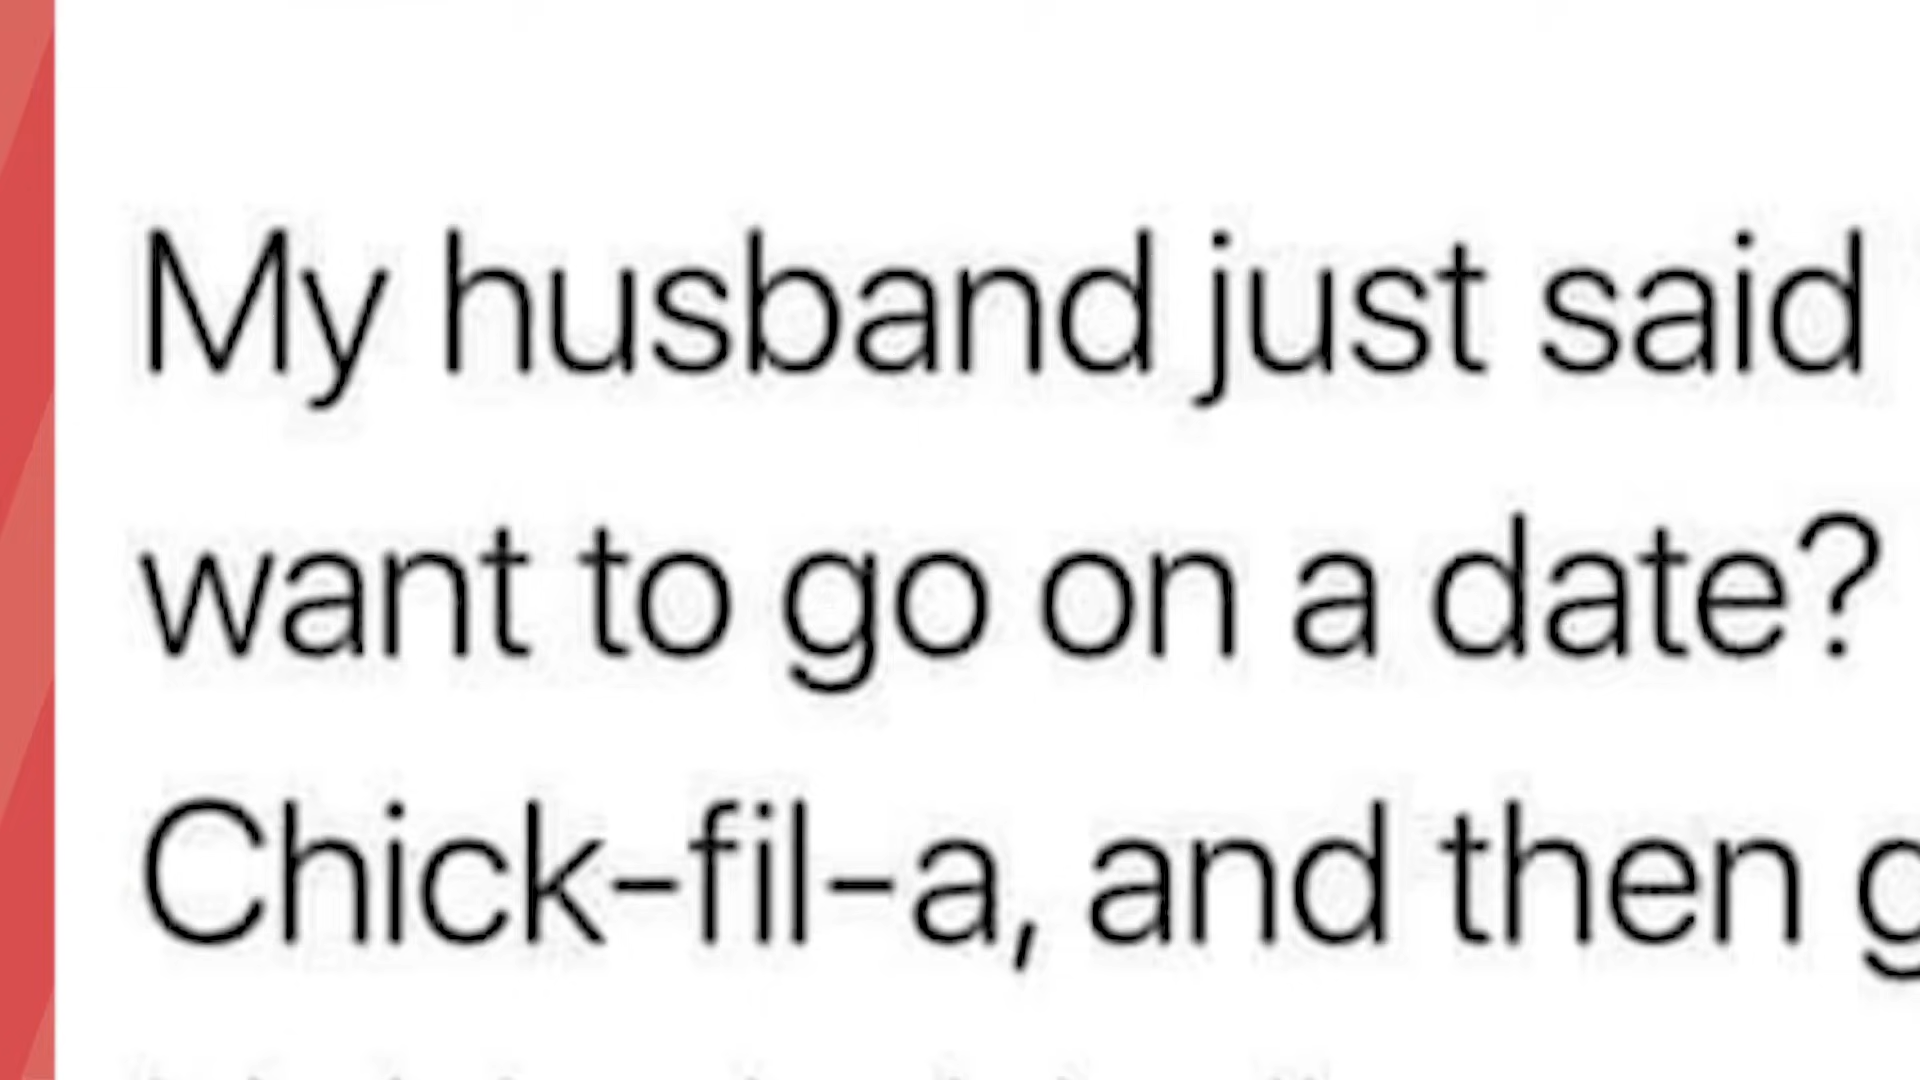 My husband just said
want to go on a date?
Chick-fil-a, and then g